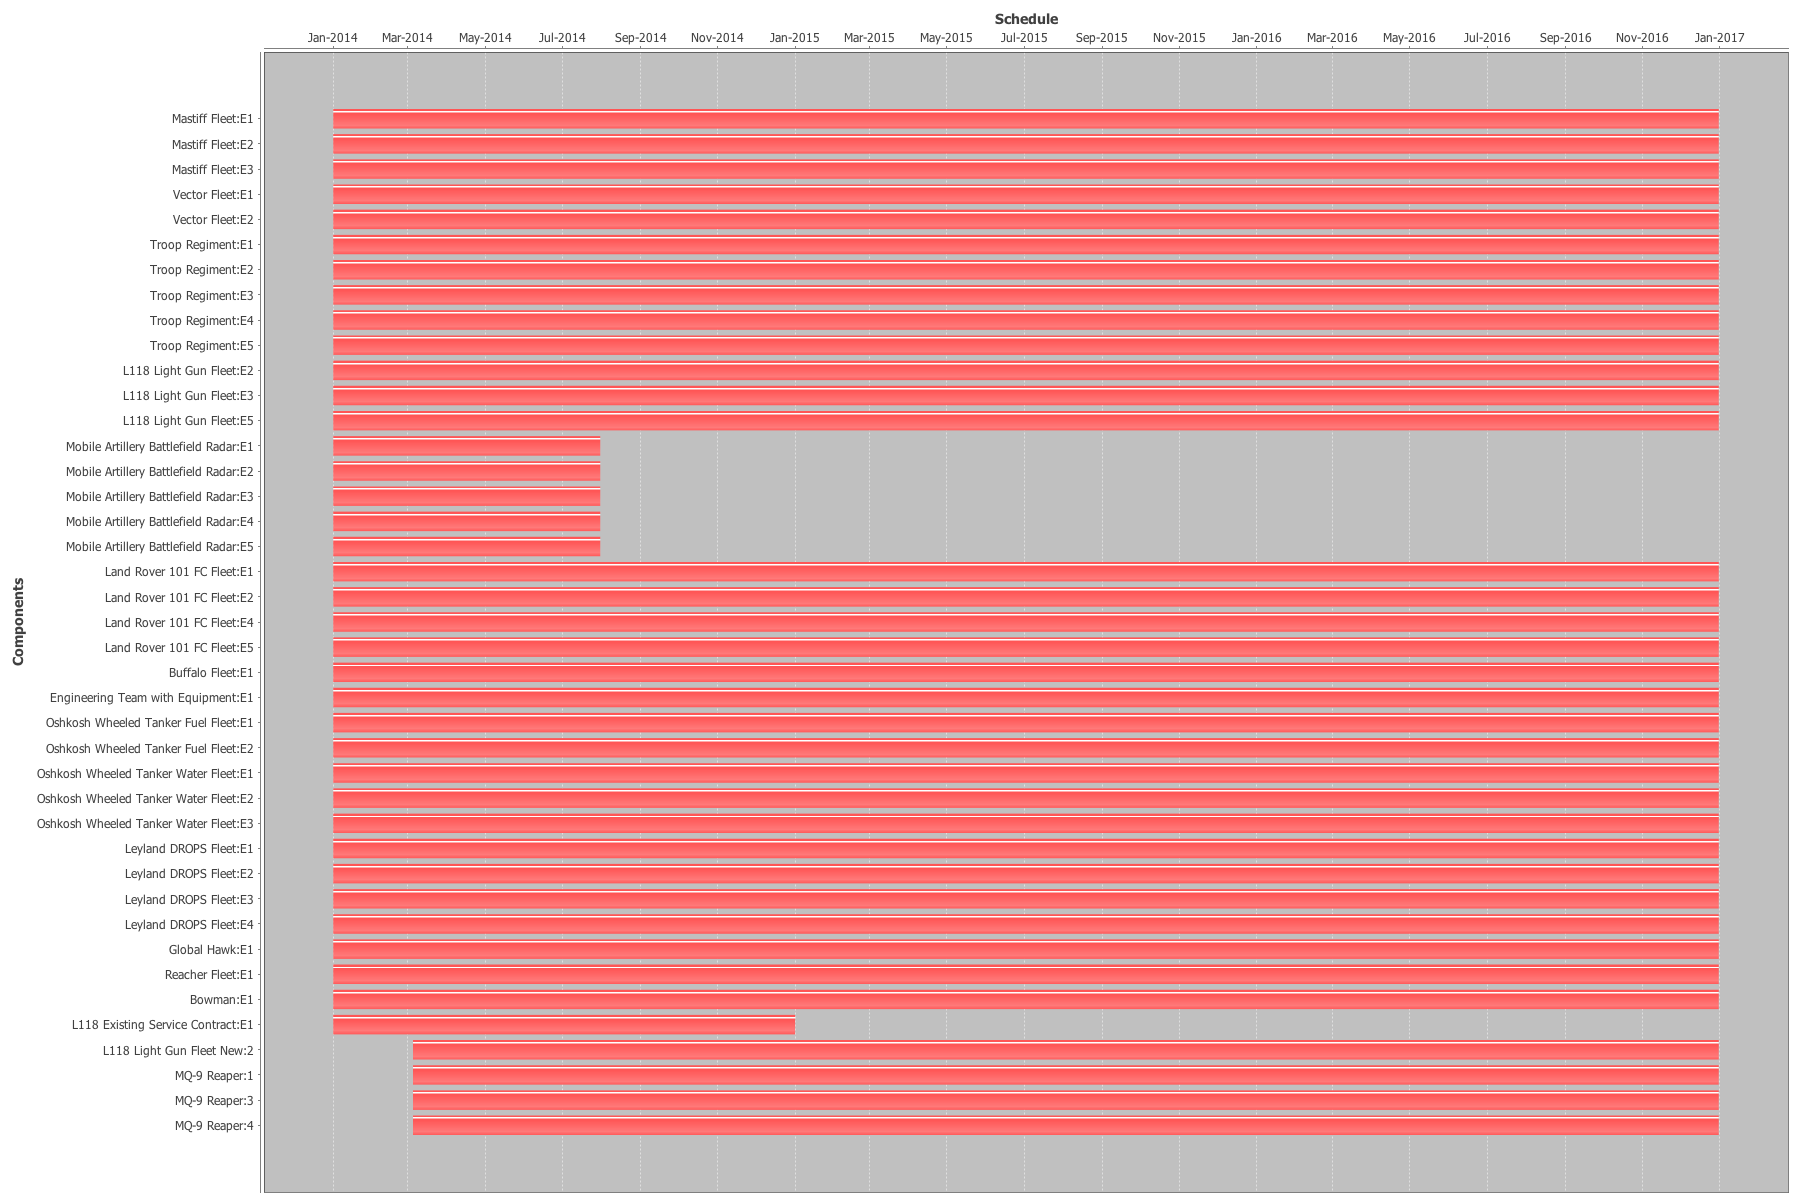 Schedule
Jan-2014 Mar-2014 May-2014 Jul-2014 Sep-2014 Nov-2014 Jan-2015 Mar-2015 May-2015 Jul-2015 Sep-2015 Nov-2015 Jan-2016 Mar-2016 May-2016 Jul-2016 Sep-2016 Nov-2016 Jan-2017
Components
Mastiff Fleet:E1
Mastiff Fleet:E2
Mastiff Fleet:E3
Vector Fleet:E1
Vector Fleet:E2
Troop Regiment:E1
Troop Regiment:E2
Troop Regiment:E3
Troop Regiment:E4
Troop Regiment:E5
L118 Light Gun Fleet:E2
L118 Light Gun Fleet:E3
L118 Light Gun Fleet:E5
Mobile Artillery Battlefield Radar:E1
Mobile Artillery Battlefield Radar:E2
Mobile Artillery Battlefield Radar:E3
Mobile Artillery Battlefield Radar:E4
Mobile Artillery Battlefield Radar:E5
Land Rover 101 FC Fleet:E1
Land Rover 101 FC Fleet:E2
Land Rover 101 FC Fleet:E4
Land Rover 101 FC Fleet:E5
Buffalo Fleet:E1
Engineering Team with Equipment:E1
Oshkosh Wheeled Tanker Fuel Fleet:E1
Oshkosh Wheeled Tanker Fuel Fleet:E2
Oshkosh Wheeled Tanker Water Fleet:E1
Oshkosh Wheeled Tanker Water Fleet:E2
Oshkosh Wheeled Tanker Water Fleet:E3
Leyland DROPS Fleet:E1
Leyland DROPS Fleet:E2
Leyland DROPS Fleet:E3
Leyland DROPS Fleet:E4
Global Hawk:E1
Reacher Fleet:E1
Bowman:E1
L118 Existing Service Contract:E1
L118 Light Gun Fleet New:2
MQ-9 Reaper:1
MQ-9 Reaper:3
MQ-9 Reaper:4